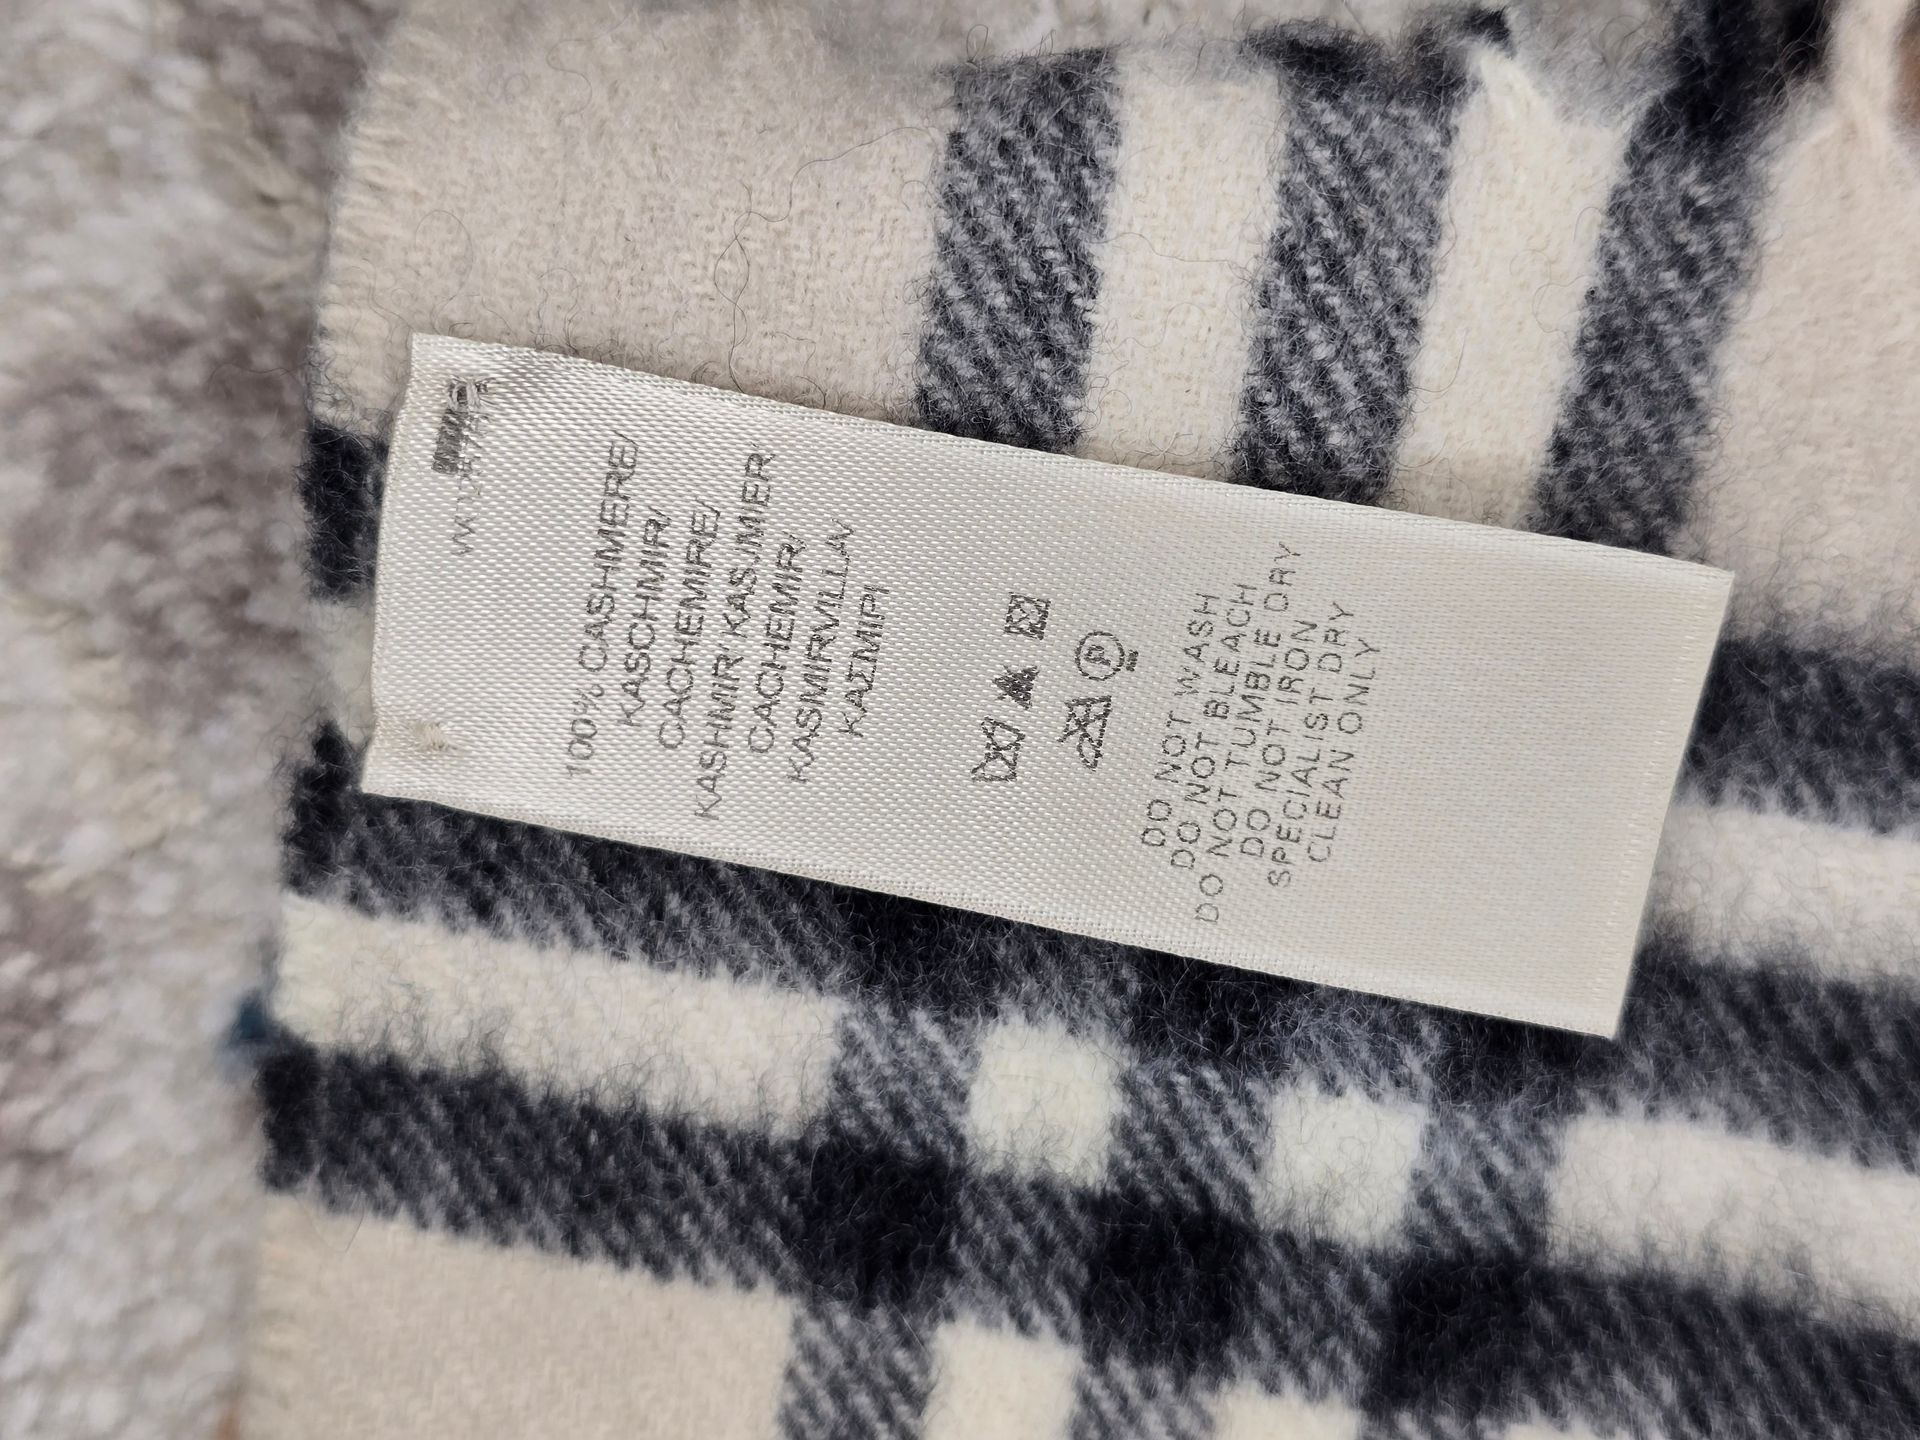 100% CASHMERE/
KASCHMIR/
CACHEMIRE/
KASHMIR/ KASJMIER/
CACHEMIR/
KASMIRVILLAV
ΚΑΣΜΙΡΙ
P
DO NOT WASH
DO NOT BLEACH
DO NOT TUMBLE DRY
DO NOT IRON
SPECIALIST DRY
CLEAN ONLY